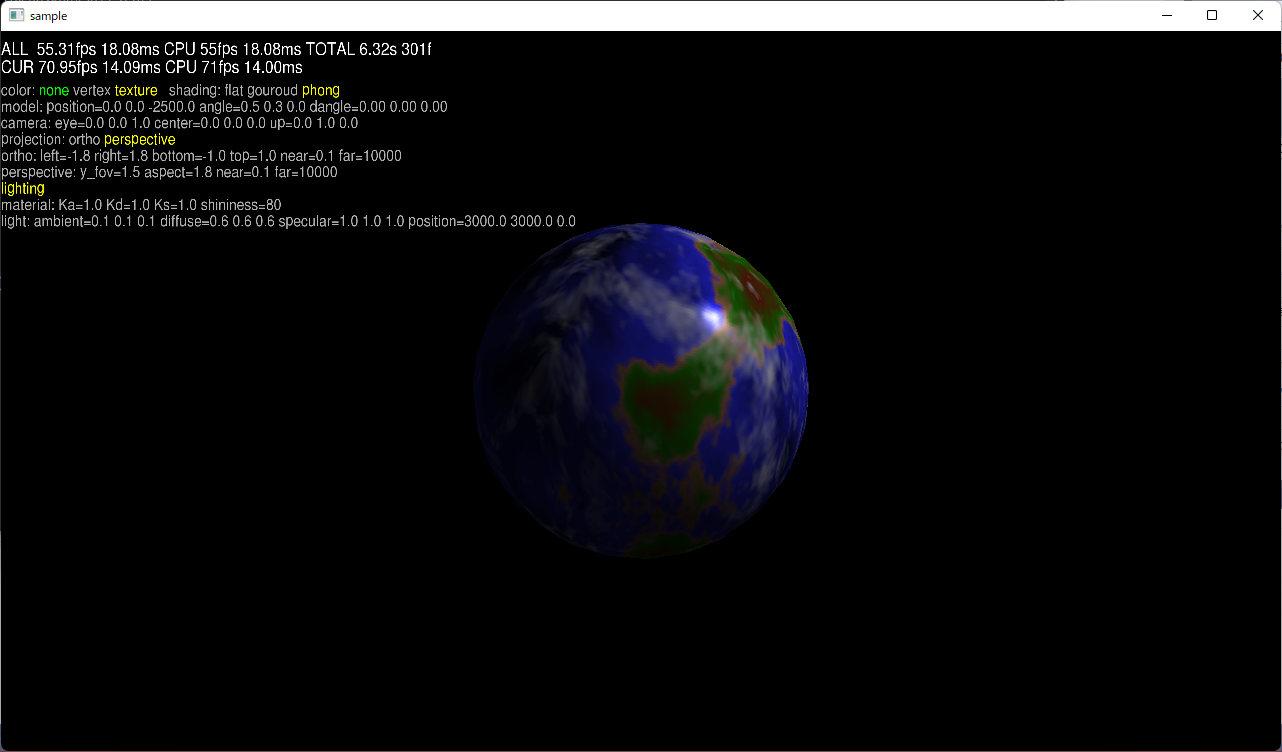 sample
ALL 55.31fps 18.08ms CPU 55fps 18.08ms TOTAL 6.32s 301f
CUR 70.95fps 14.09ms CPU 71fps 14.00ms
color: none vertex texture shading: flat gouroud phong
model: position=0.0 0.0 -2500.0 angle=0.5 0.3 0.0 dangle=0.00 0.00 0.00
camera: eye=0.0 0.0 1.0 center=0.0 0.0 0.0 up=0.0 1.0 0.0
projection: ortho perspective
ortho: left=-1.8 right=1.8 bottom=-1.0 top=1.0 near=0.1 far=10000
perspective: y_fov=1.5 aspect=1.8 near=0.1 far=10000
lighting
material: Ka=1.0 Kd=1.0 Ks=1.0 shininess=80
light: ambient=0.1 0.1 0.1 diffuse=0.6 0.6 0.6 specular=1.0 1.0 1.0 position=3000.0 3000.0 0.0